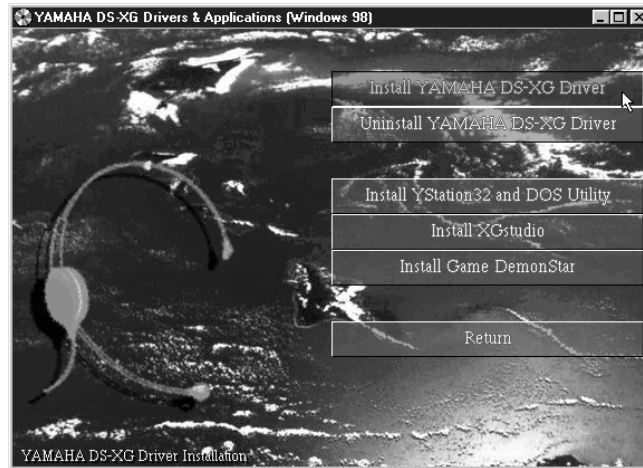 YAMAHA DS-XG Drivers & Applications (Windows 98)
Install YAMAHA DS-XG Driver
Uninstall YAMAHA DS-XG Driver
Install YStation32 and DOS Utility
Install XGstudio
Install Game DemonStar
Return
YAMAHA DS-XG Driver Installation